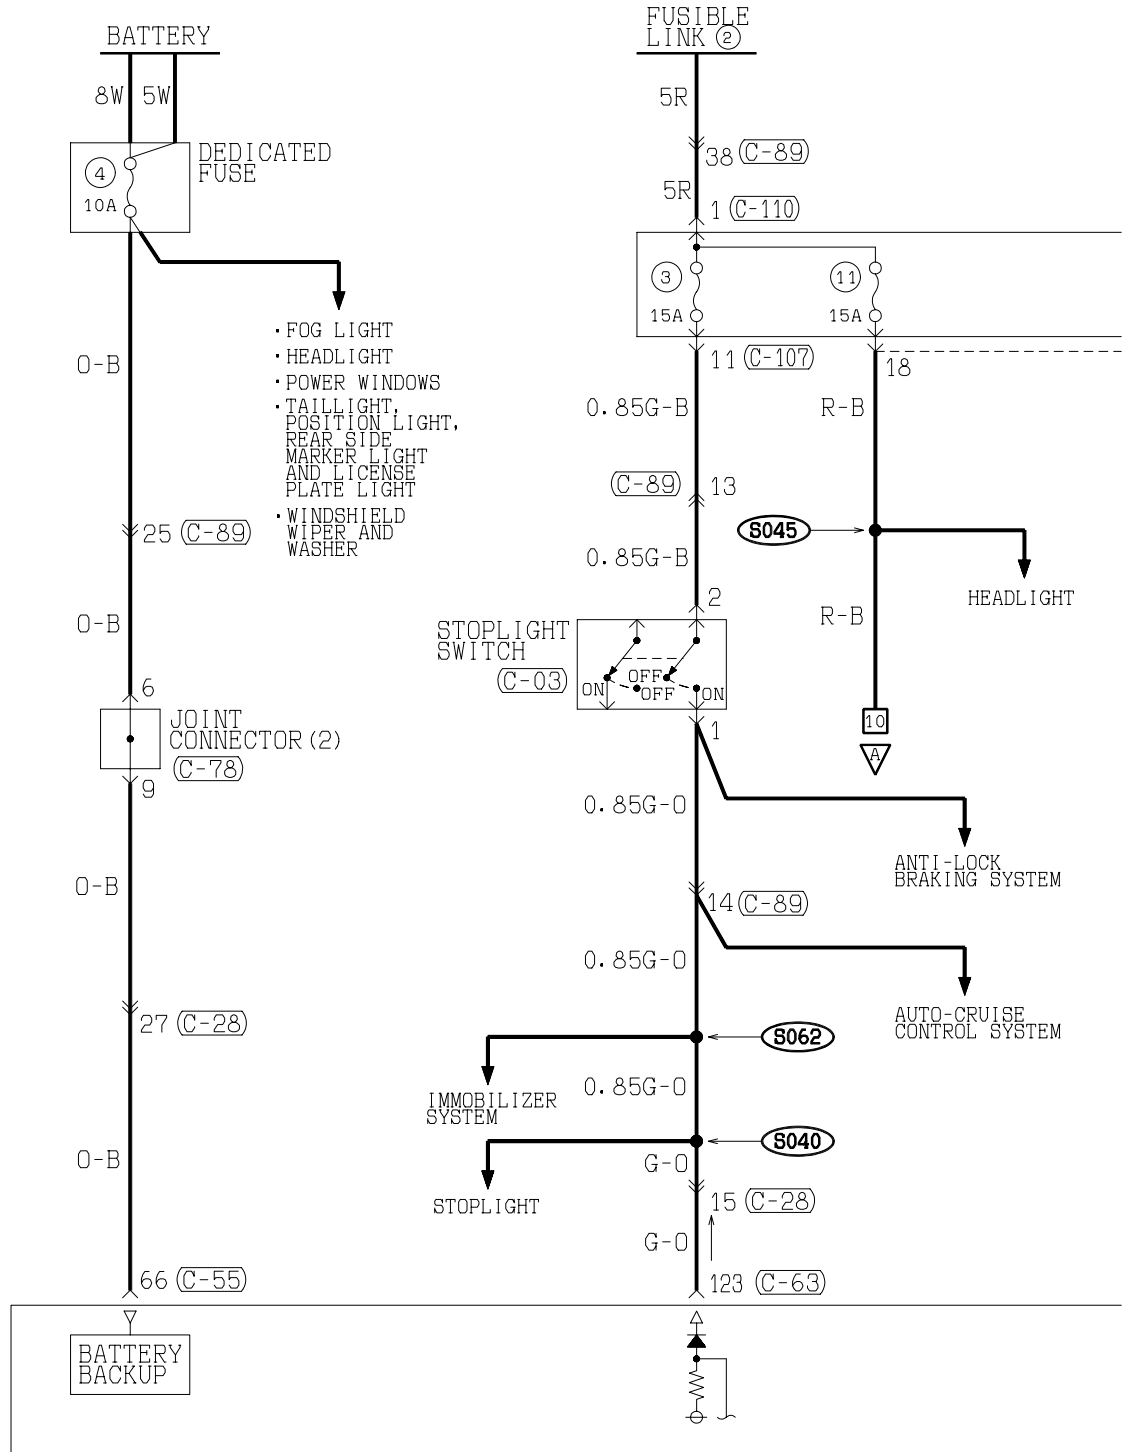 BATTERY
8W 5W
DEDICATED
FUSE
4
10A
O-B
· FOG LIGHT
· HEADLIGHT
· POWER WINDOWS
· TAILLIGHT,
POSITION LIGHT,
REAR SIDE
MARKER LIGHT
AND LICENSE
PLATE LIGHT
· WINDSHIELD
WIPER AND
WASHER
25 C-89
O-B
6
JOINT
CONNECTOR(2)
C-78
9
O-B
27 C-28
O-B
66 C-55
BATTERY
BACKUP
FUSIBLE
LINK 2
5R
38 C-89
5R
1 C-110
3
15A
11
15A
11 C-107
18
0.85G-B
R-B
C-89 13
S045
0.85G-B
HEADLIGHT
R-B
2
STOPLIGHT
SWITCH
C-03
OFF
ON OFF ON
1
10
A
0.85G-O
ANTI-LOCK
BRAKING SYSTEM
14 C-89
0.85G-O
AUTO-CRUISE
CONTROL SYSTEM
S062
IMMOBILIZER
SYSTEM
0.85G-O
S040
G-O
STOPLIGHT
15 C-28
G-O
123 C-63